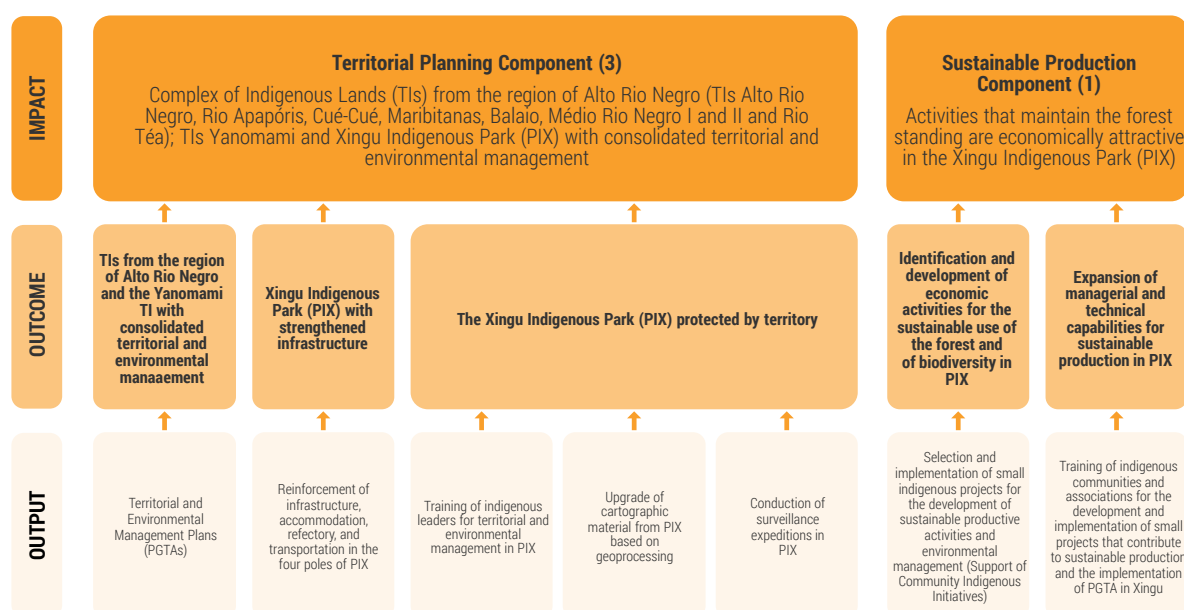 IMPACT
Territorial Planning Component (3)
Complex of Indigenous Lands (TIs) from the region of Alto Rio Negro (TIs Alto Rio
Negro, Rio Apapóris, Cué-Cué, Maribitanas, Balaio, Médio Rio Negro I and II and Rio
Téa); TIs Yanomami and Xingu Indigenous Park (PIX) with consolidated territorial and
environmental management
Sustainable Production
Component (1)
Activities that maintain the forest
standing are economically attractive
in the Xingu Indigenous Park (PIX)
OUTCOME
TIs from the region
of Alto Rio Negro
and the Yanomami
TI with
consolidated
territorial and
environmental
manaaement
Xingu Indigenous
Park (PIX) with
strengthened
infrastructure
The Xingu Indigenous Park (PIX) protected by territory
Identification and
development of
economic
activities for the
sustainable use of
the forest and
of biodiversity in
PIX
Expansion of
managerial and
technical
capabilities for
sustainable
production in PIX
OUTPUT
Territorial and
Environmental
Management Plans
(PGTAs)
Reinforcement of
infrastructure,
accommodation,
refectory, and
transportation in the
four poles of PIX
Training of indigenous
leaders for territorial and
environmental
management in PIX
Upgrade of
cartographic
material from PIX
based on
geoprocessing
Conduction of
surveillance
expeditions in
PIX
Selection and
implementation of small
indigenous projects for
the development of
sustainable productive
activities and
environmental
management (Support of
Community Indigenous
Initiatives)
Training of indigenous
communities and
associations for the
development and
implementation of small
projects that contribute
to sustainable production
and the implementation
of PGTA in Xingu